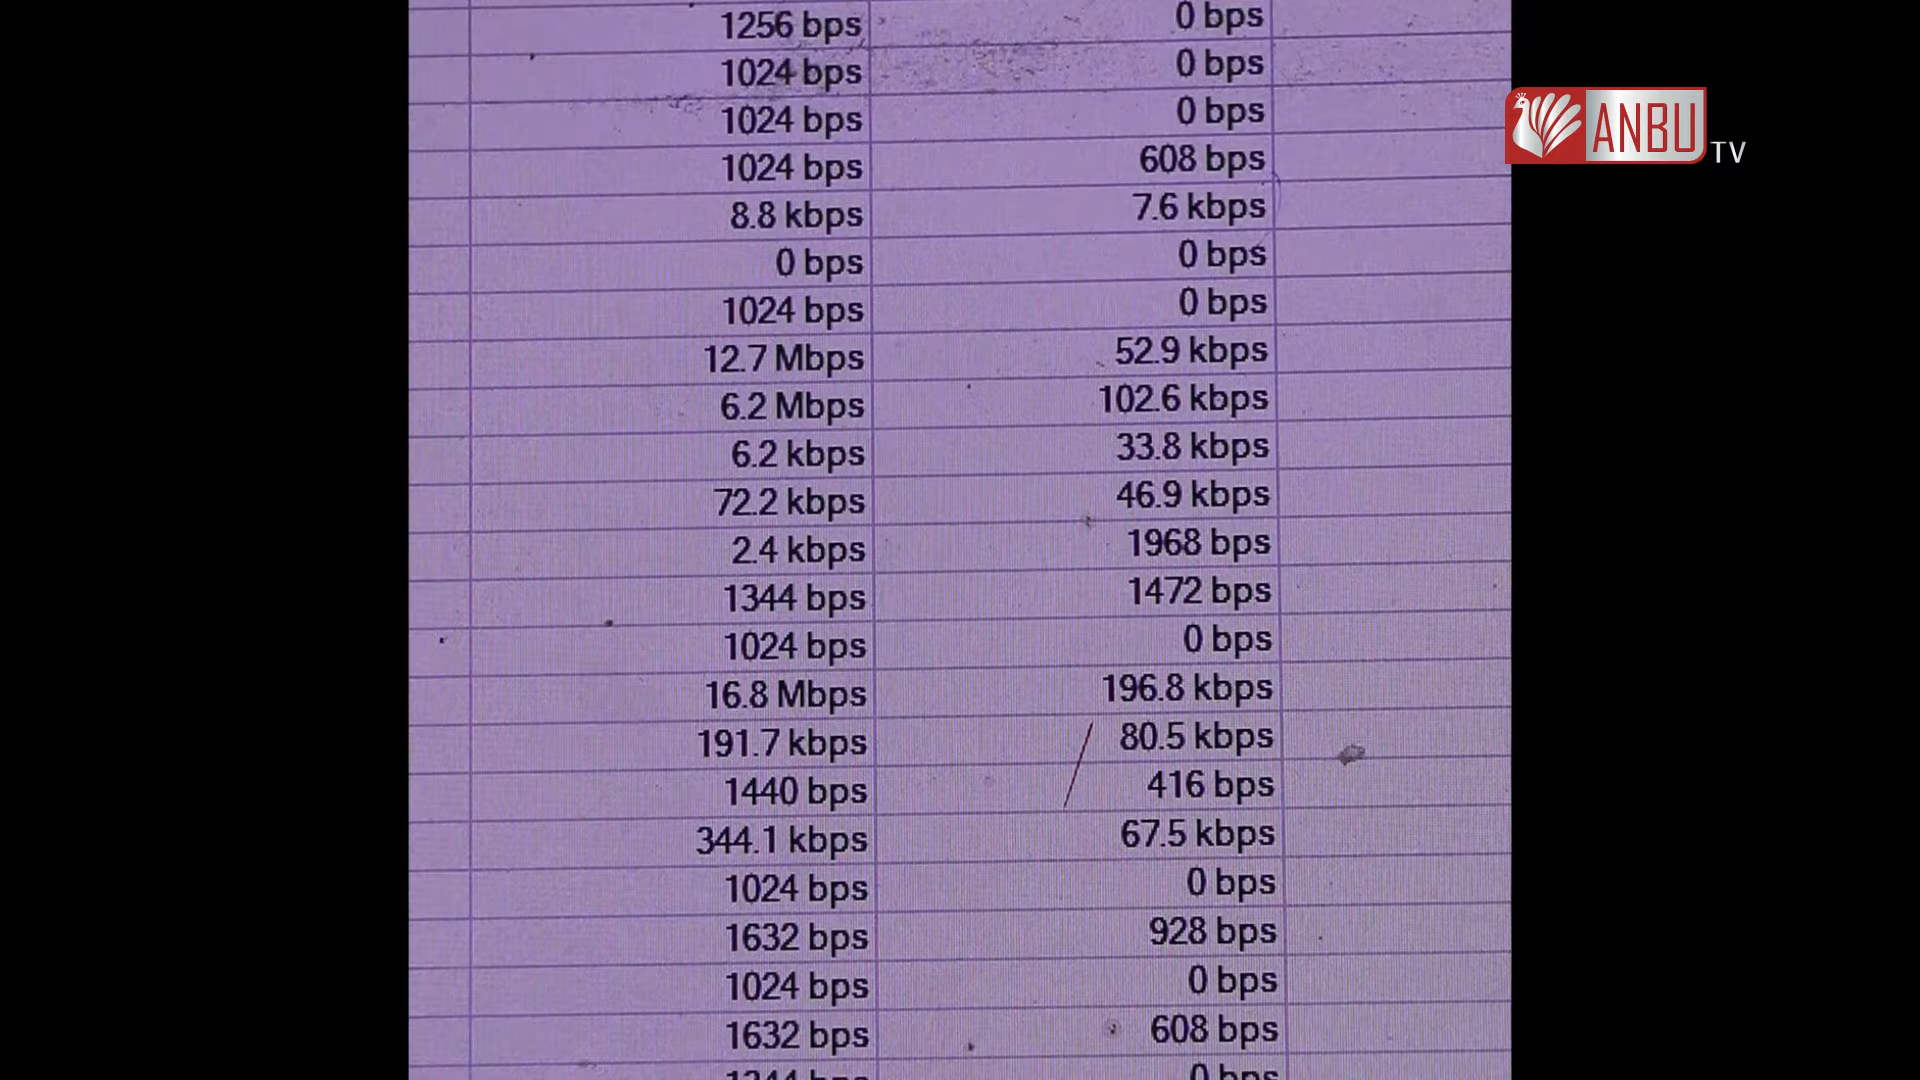 1256 bps 0 bps
1024 bps 0 bps
1024 bps 0 bps
1024 bps 608 bps
8.8 kbps 7.6 kbps
0 bps 0 bps
1024 bps 0 bps
12.7 Mbps 52.9 kbps
6.2 Mbps 102.6 kbps
6.2 kbps 33.8 kbps
72.2 kbps 46.9 kbps
2.4 kbps 1968 bps
1344 bps 1472 bps
1024 bps 0 bps
16.8 Mbps 196.8 kbps
191.7 kbps 80.5 kbps
1440 bps 416 bps
344.1 kbps 67.5 kbps
1024 bps 0 bps
1632 bps 928 bps
1024 bps 0 bps
1632 bps 608 bps
0 bps
ANBU TV